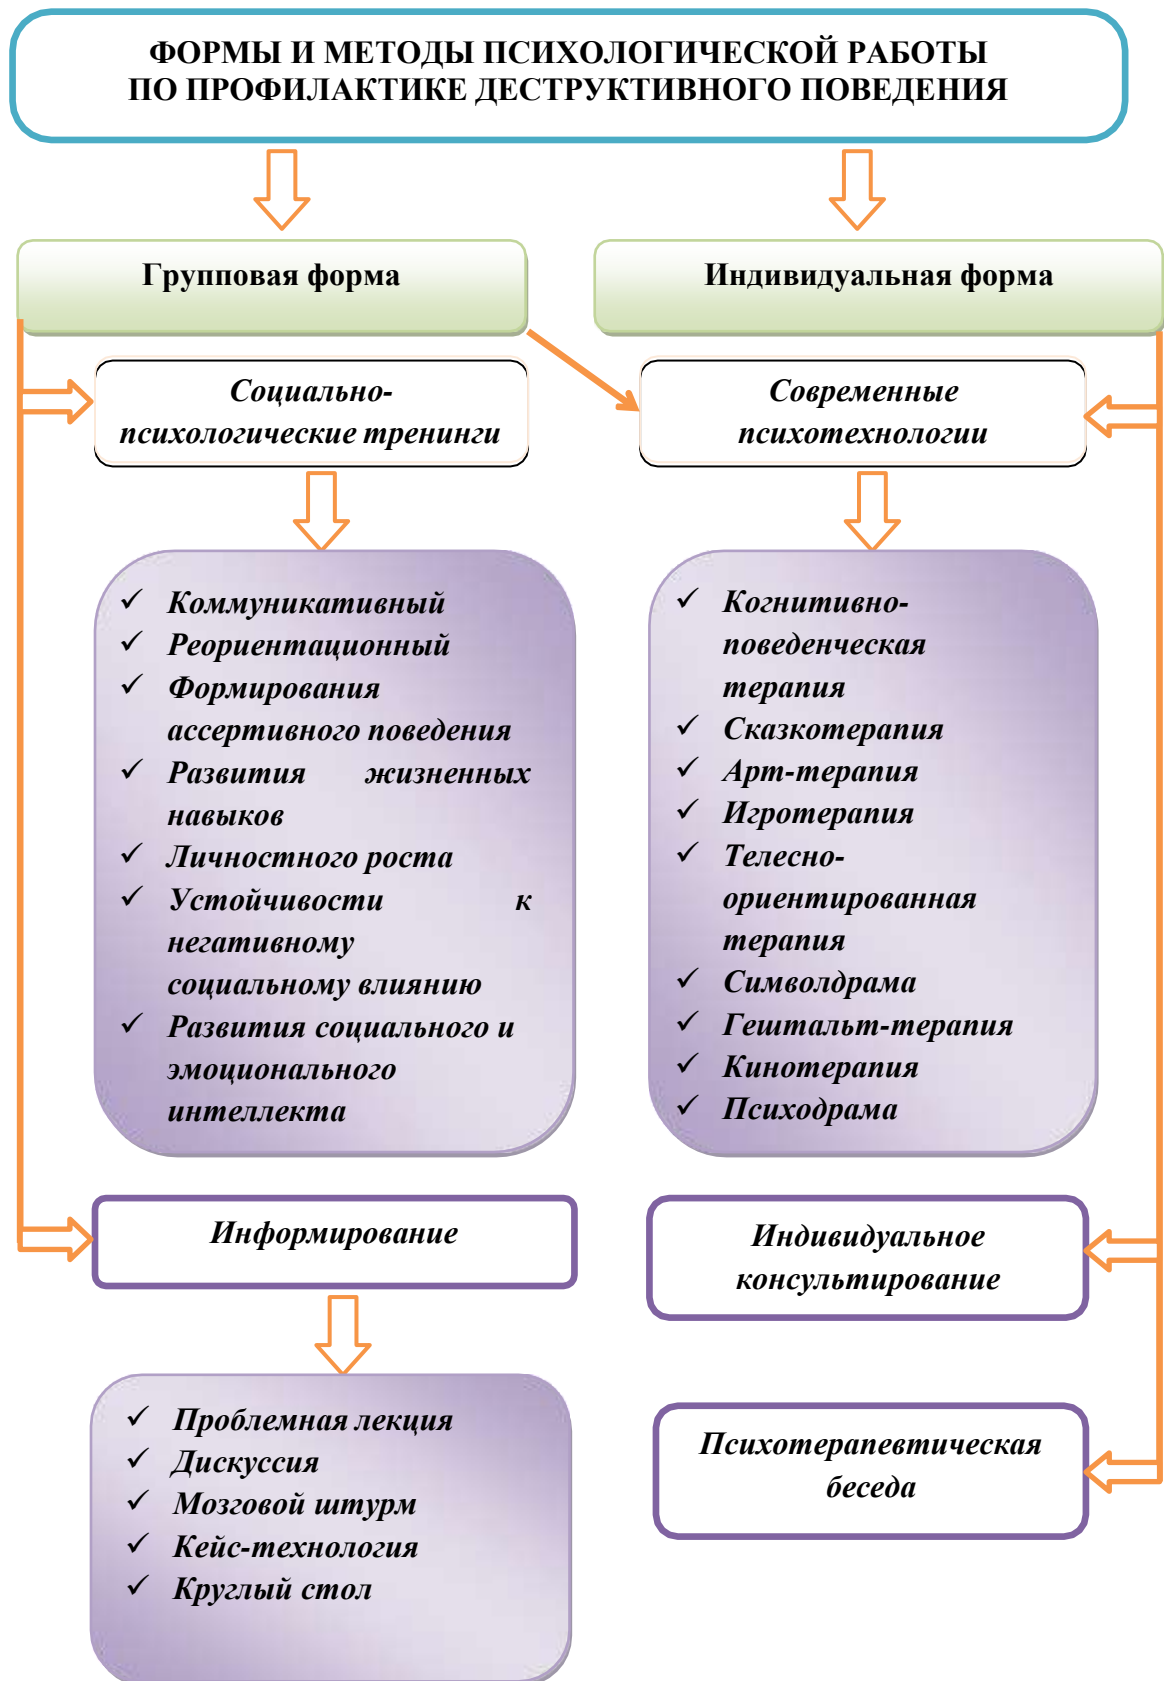 ФОРМЫ И МЕТОДЫ ПСИХОЛОГИЧЕСКОЙ РАБОТЫ
ПО ПРОФИЛАКТИКЕ ДЕСТРУКТИВНОГО ПОВЕДЕНИЯ
Групповая форма
Индивидуальная форма
Социально-
психологические тренинги
Современные
психотехнологии
✓ Коммуникативный
✓ Реориентационный
✓ Формирования
ассертивного поведения
✓ Развития жизненных
навыков
✓ Личностного роста
✓ Устойчивости к
негативному
социальному влиянию
✓ Развития социального и
эмоционального
интеллекта
✓ Когнитивно-
поведенческая
терапия
✓ Сказкотерапия
✓ Арт-терапия
✓ Игротерапия
✓ Телесно-
ориентированная
терапия
✓ Символдрама
✓ Гештальт-терапия
✓ Кинотерапия
✓ Психодрама
Информирование
Индивидуальное
консультирование
✓ Проблемная лекция
✓ Дискуссия
✓ Мозговой штурм
✓ Кейс-технология
✓ Круглый стол
Психотерапевтическая
беседа